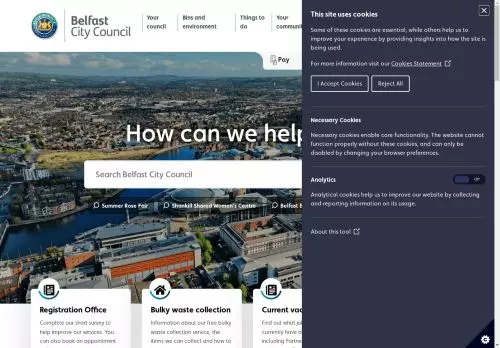 Belfast
City Council
Your
council
Bins and
environment
Things to
do
Your
community
Pay
How can we help
Search Belfast City Council
Summer Rose Fair
Shankill Shared Women's Centre
Belfast
Registration Office
Complete our short survey to
help improve our services. You
can also book an appointment
Bulky waste collection
Information about our free bulky
waste collection service, the
items we can collect and how to
Current vac
Find out what jo
currently have a
including Partne
This site uses cookies
Some of these cookies are essential, while others help us to
improve your experience by providing insights into how the site is
being used.
For more information visit our Cookies Statement
I Accept Cookies
Reject All
Necessary Cookies
Necessary cookies enable core functionality. The website cannot
function properly without these cookies, and can only be
disabled by changing your browser preferences.
Analytics
Off
Analytical cookies help us to improve our website by collecting
and reporting information on its usage.
About this tool